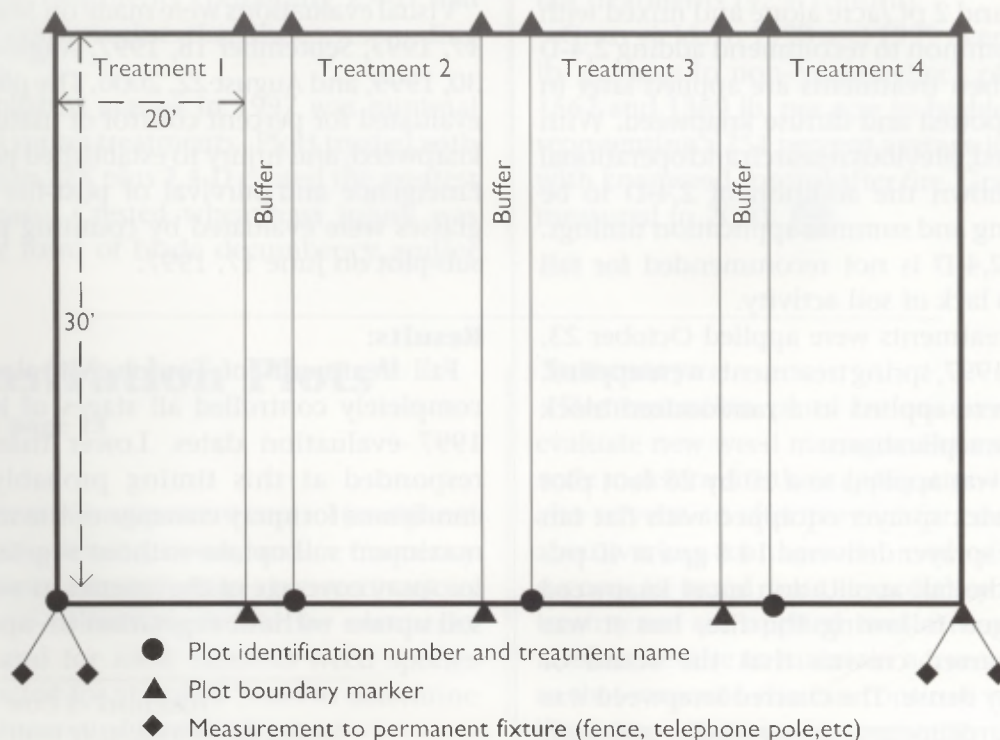 Treatment 1
Treatment 2
Treatment 3
Treatment 4
20'
Buffer
Buffer
Buffer
30'
Plot identification number and treatment name
Plot boundary marker
Measurement to permanent fixture (fence, telephone pole,etc)